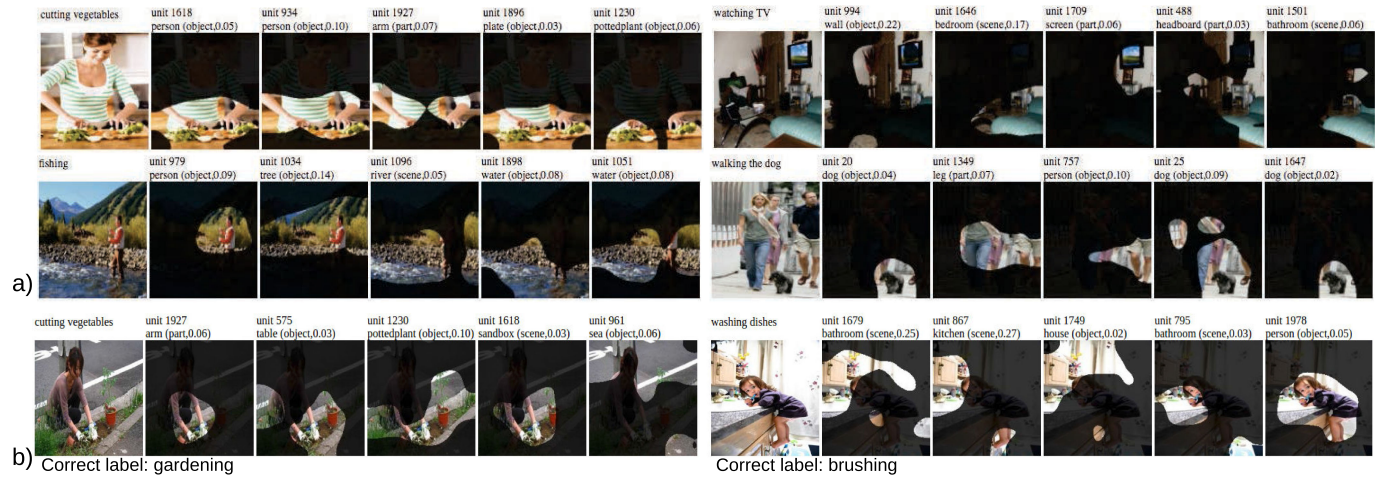 cutting vegetables
unit 1618
person (object,0.05)
unit 934
person (object,0.10)
unit 1927
arm (part,0.07)
unit 1896
plate (object,0.03)
unit 1230
pottedplant (object,0.06)
watching TV
unit 994
wall (object,0.22)
unit 1646
bedroom (scene,0.17)
unit 1709
screen (part,0.06)
unit 488
headboard (part,0.03)
unit 1501
bathroom (scene,0.06)
fishing
unit 979
person (object,0.09)
unit 1034
tree (object,0.14)
unit 1096
river (scene,0.05)
unit 1898
water (object,0.08)
unit 1051
water (object,0.08)
walking the dog
unit 20
dog (object,0.04)
unit 1349
leg (part,0.07)
unit 757
person (object,0.10)
unit 25
dog (object,0.09)
unit 1647
dog (object,0.02)
a)
cutting vegetables
unit 1927
arm (part,0.06)
unit 575
table (object,0.03)
unit 1230
pottedplant (object,0.10)
unit 1618
sandbox (scene,0.03)
unit 961
sea (object,0.06)
washing dishes
unit 1679
bathroom (scene,0.25)
unit 867
kitchen (scene,0.27)
unit 1749
house (object,0.02)
unit 795
bathroom (scene,0.03)
unit 1978
person (object,0.05)
b)
Correct label: gardening
Correct label: brushing